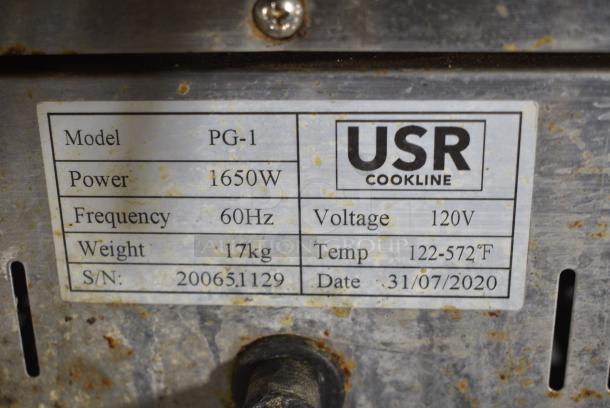 Model PG-1
USR
COOKLINE
Power 1650W
Frequency 60Hz Voltage 120V
Weight 17kg Temp 122-572°F
S/N: 200651129 Date 31/07/2020